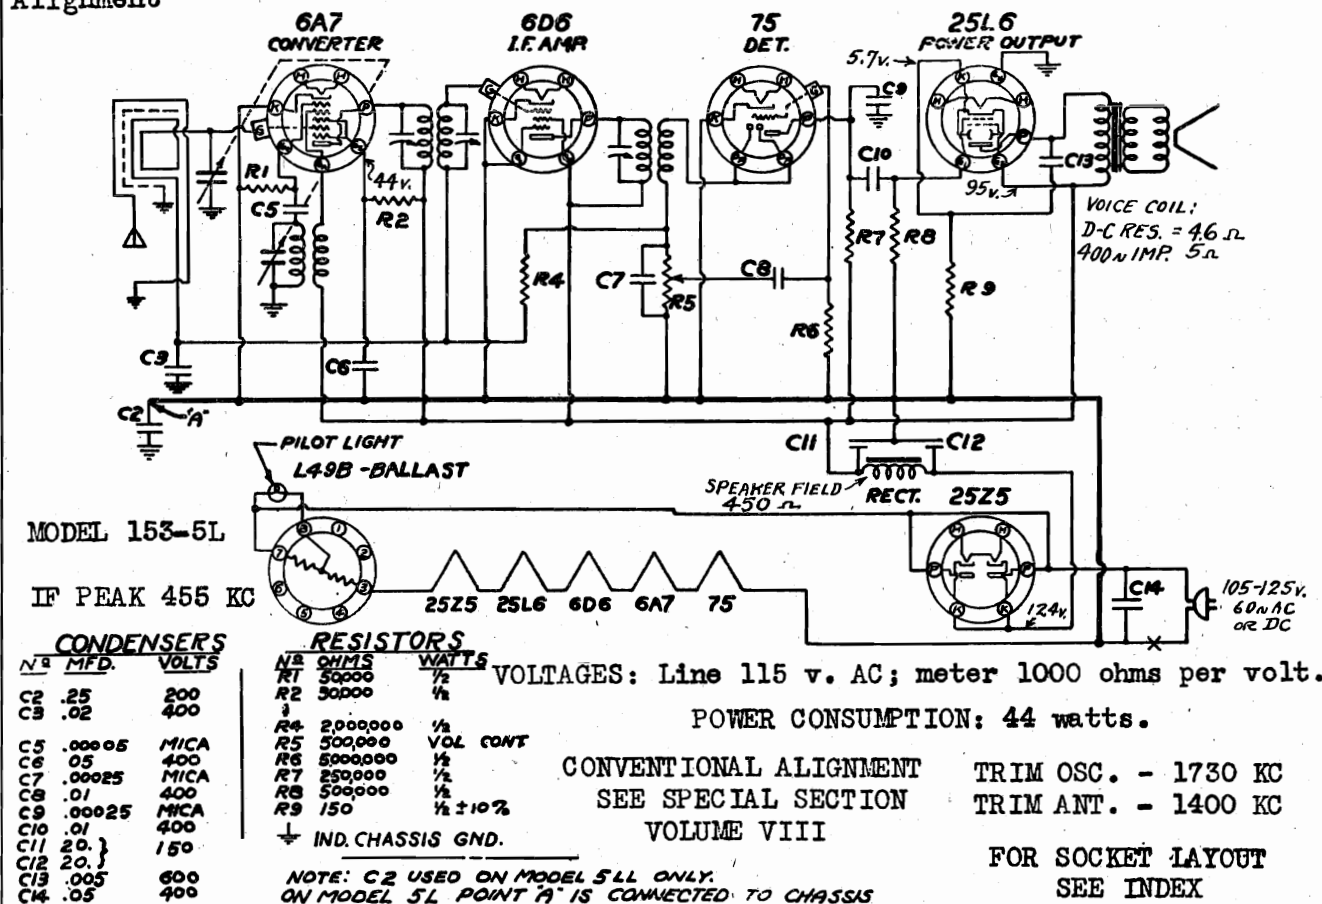 Alignment
6A7
CONVERTER
6D6
I.F. AMP.
75
DET.
25L6
POWER OUTPUT
5.7v.
K
H
H
P
G
G
K
H
H
P
H
H
G
K
P
K
H
H
P
C9
R1
44v.
R2
C5
C10
95v.
C13
VOICE COIL:
D-C RES. = 4.6 Ω
400~ IMP. 5Ω
R4
C7
R5
C8
R7
R8
R9
R6
C3
C6
C2
"A"
PILOT LIGHT
L49B-BALLAST
C11
C12
SPEAKER FIELD
450 Ω
RECT.
25Z5
MODEL 153-5L
8
1
7
2
3
6
5
4
H
H
P
P
K
K
IF PEAK 455 KC
25Z5
25L6
6D6
6A7
75
124v.
C14
105-125v.
60~AC
OR DC
CONDENSERS
Nº MFD. VOLTS
C2 .25 200
C3 .02 400
C5 .00005 MICA
C6 .05 400
C7 .00025 MICA
C8 .01 400
C9 .00025 MICA
C10 .01 400
C11 20. } 150
C12 20. }
C13 .005 600
C14 .05 400
RESISTORS
Nº OHMS WATTS
R1 50,000 ½
R2 ½
R4 2,000,000 ½
R5 500,000 VOL CONT
R6 5,000,000 ½
R7 250,000 ½
R8 500,000 ½
R9 150 ½ ±10%
IND. CHASSIS GND.
NOTE: C2 USED ON MODEL 5LL ONLY.
ON MODEL 5L POINT "A" IS CONNECTED TO CHASSIS
VOLTAGES: Line 115 v. AC; meter 1000 ohms per volt.
POWER CONSUMPTION: 44 watts.
CONVENTIONAL ALIGNMENT
SEE SPECIAL SECTION
VOLUME VIII
TRIM OSC. - 1730 KC
TRIM ANT. - 1400 KC
FOR SOCKET LAYOUT
SEE INDEX